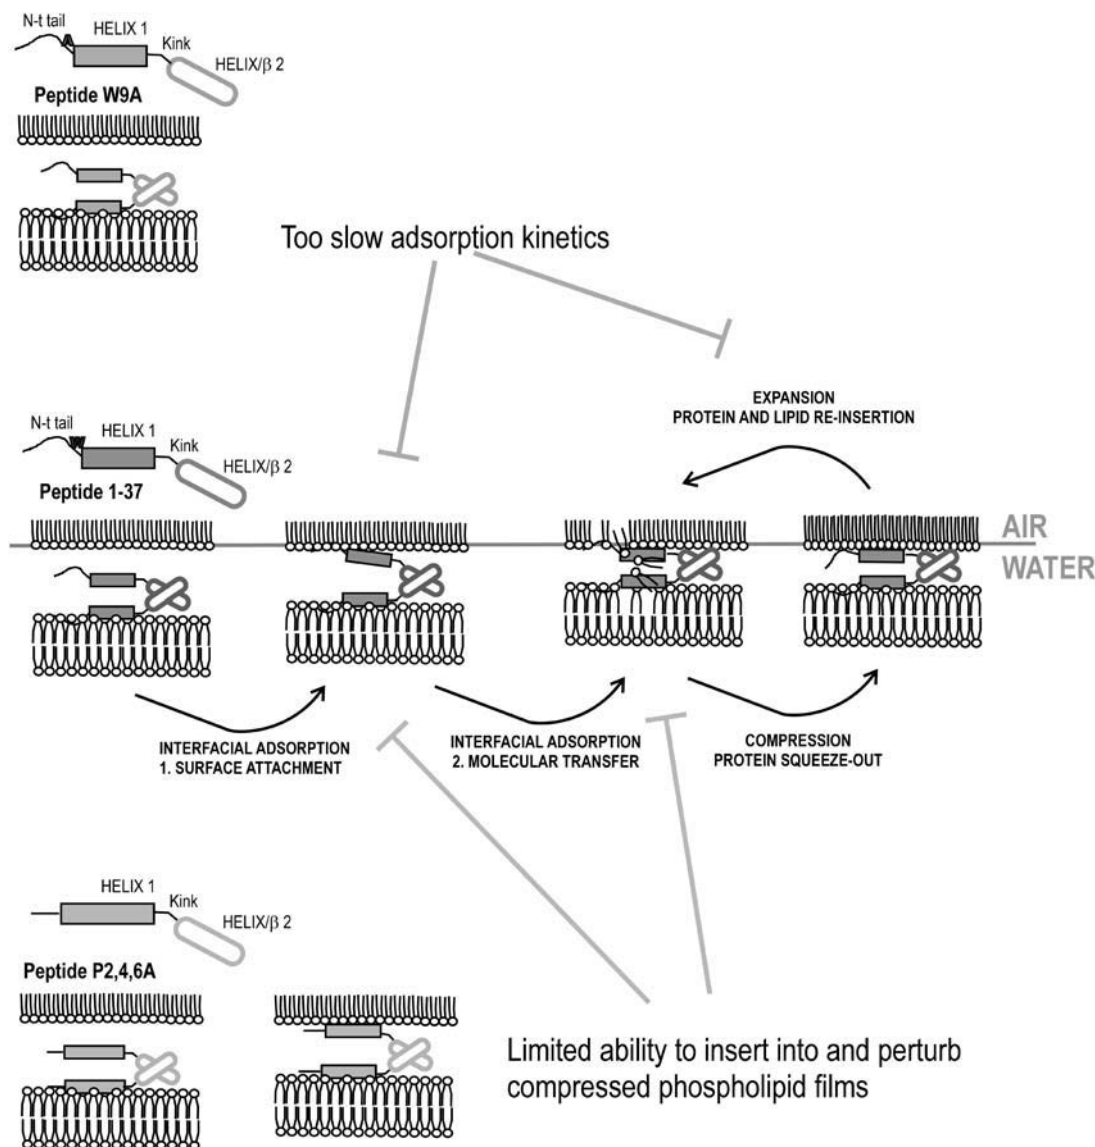 N-t tail
A
HELIX 1
Kink
HELIX/β 2
Peptide W9A
Too slow adsorption kinetics
EXPANSION
PROTEIN AND LIPID RE-INSERTION
N-t tail
W
HELIX 1
Kink
HELIX/β 2
Peptide 1-37
AIR
WATER
INTERFACIAL ADSORPTION
1. SURFACE ATTACHMENT
INTERFACIAL ADSORPTION
2. MOLECULAR TRANSFER
COMPRESSION
PROTEIN SQUEEZE-OUT
HELIX 1
Kink
HELIX/β 2
Peptide P2,4,6A
Limited ability to insert into and perturb
compressed phospholipid films